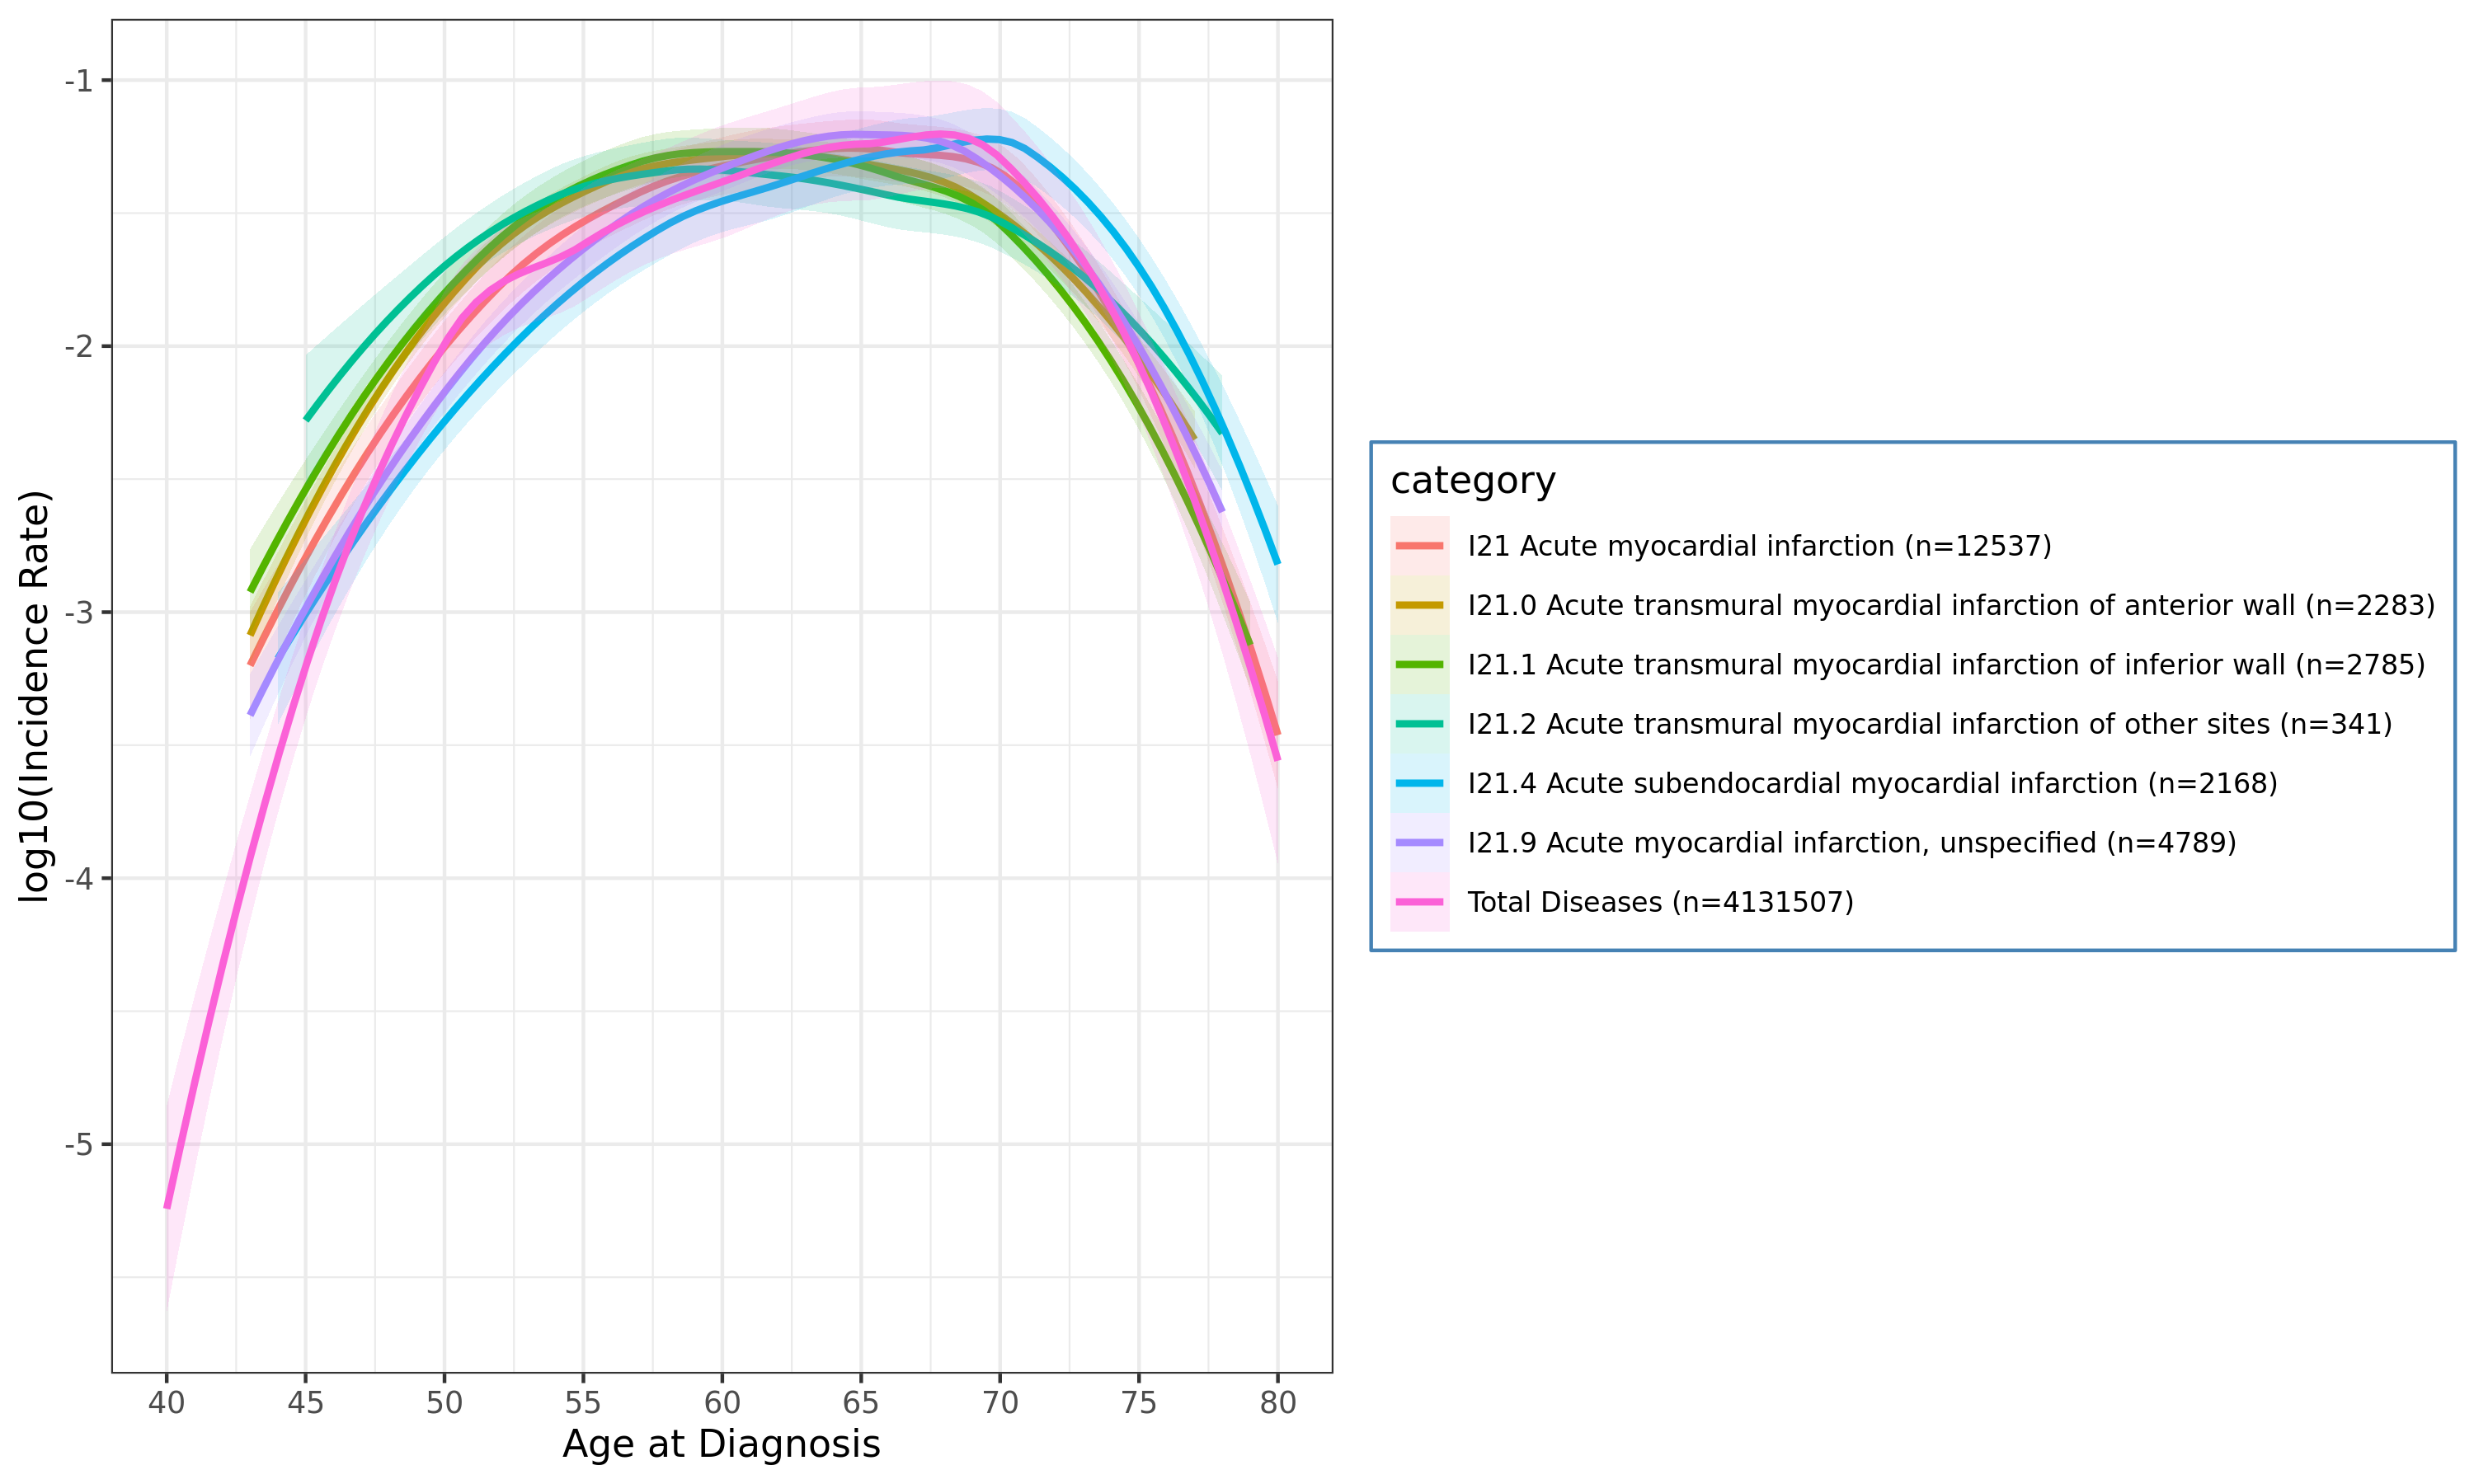 -1
-2
-3
-4
-5
log10(Incidence Rate)
40 45 50 55 60 65 70 75 80
Age at Diagnosis
category
I21 Acute myocardial infarction (n=12537)
I21.0 Acute transmural myocardial infarction of anterior wall (n=2283)
I21.1 Acute transmural myocardial infarction of inferior wall (n=2785)
I21.2 Acute transmural myocardial infarction of other sites (n=341)
I21.4 Acute subendocardial myocardial infarction (n=2168)
I21.9 Acute myocardial infarction, unspecified (n=4789)
Total Diseases (n=4131507)